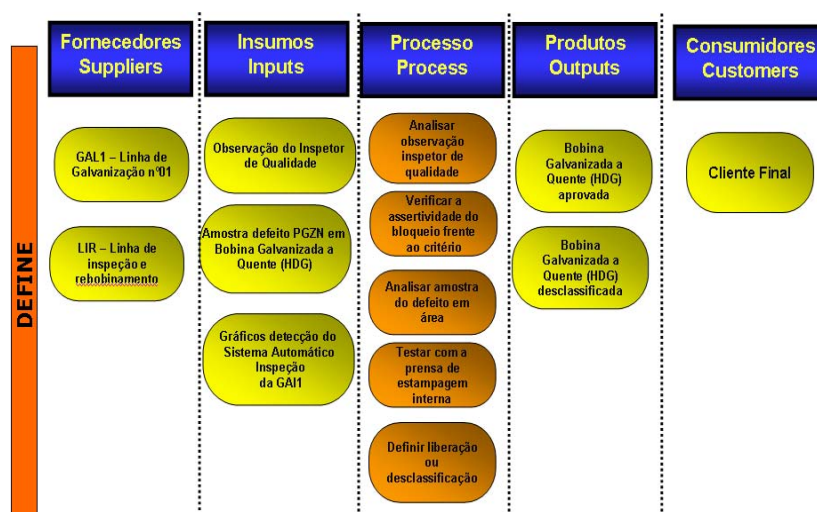 Fornecedores
Suppliers
Insumos
Inputs
Processo
Process
Produtos
Outputs
Consumidores
Customers
DEFINE
GAL1 – Linha de
Galvanização nº01
LIR – Linha de
inspeção e
rebobinamento
Observação do Inspetor
de Qualidade
Amostra defeito PGZN em
Bobina Galvanizada a
Quente (HDG)
Gráficos detecção do
Sistema Automático
Inspeção
da GAl1
Analisar
observação
inspetor de
qualidade
Verificar a
assertividade do
bloqueio frente
ao critério
Analisar amostra
do defeito em
área
Testar com a
prensa de
estampagem
interna
Definir liberação
ou
desclassificação
Bobina
Galvanizada a
Quente (HDG)
aprovada
Bobina
Galvanizada a
Quente (HDG)
desclassificada
Cliente Final